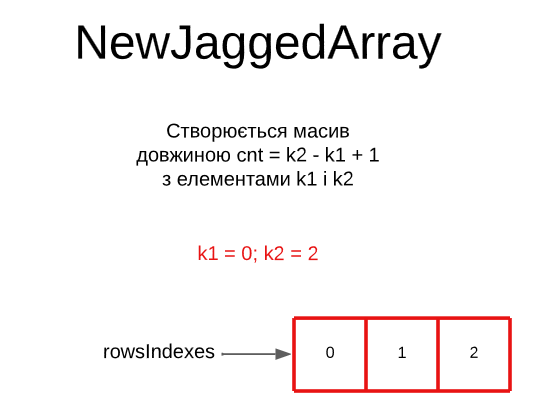 NewJaggedArray
Створюється масив
довжиною cnt = k2 - k1 + 1
з елементами k1 і k2
k1 = 0; k2 = 2
rowsIndexes 0 1 2